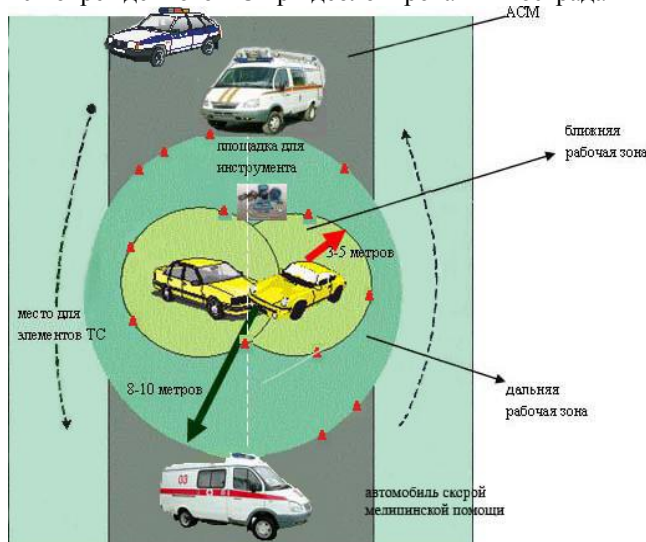 АСМ
площадка для
инструмента
ближняя
рабочая зона
3-5 метров
место для
элементов ТС
8-10 метров
дальняя
рабочая зона
03
автомобиль скорой
медицинской помощи